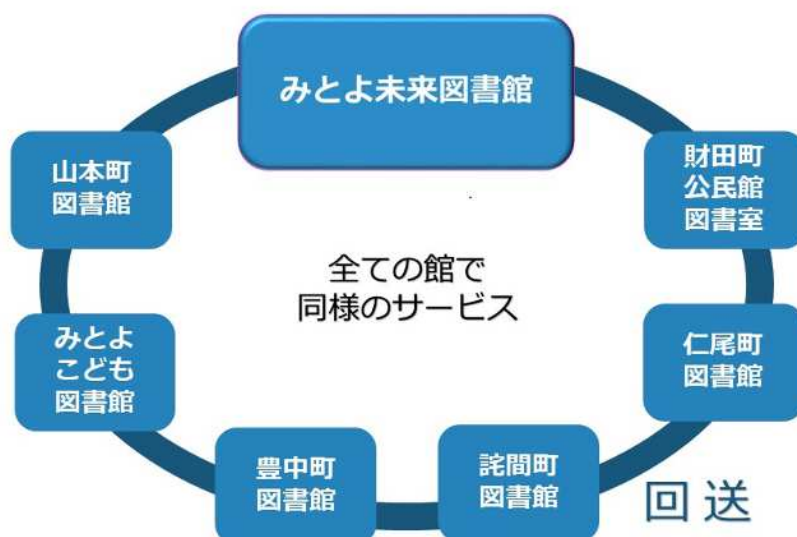 みとよ未来図書館
山本町
図書館
財田町
公民館
図書室
全ての館で
同様のサービス
みとよ
こども
図書館
仁尾町
図書館
豊中町
図書館
詫間町
図書館
回送